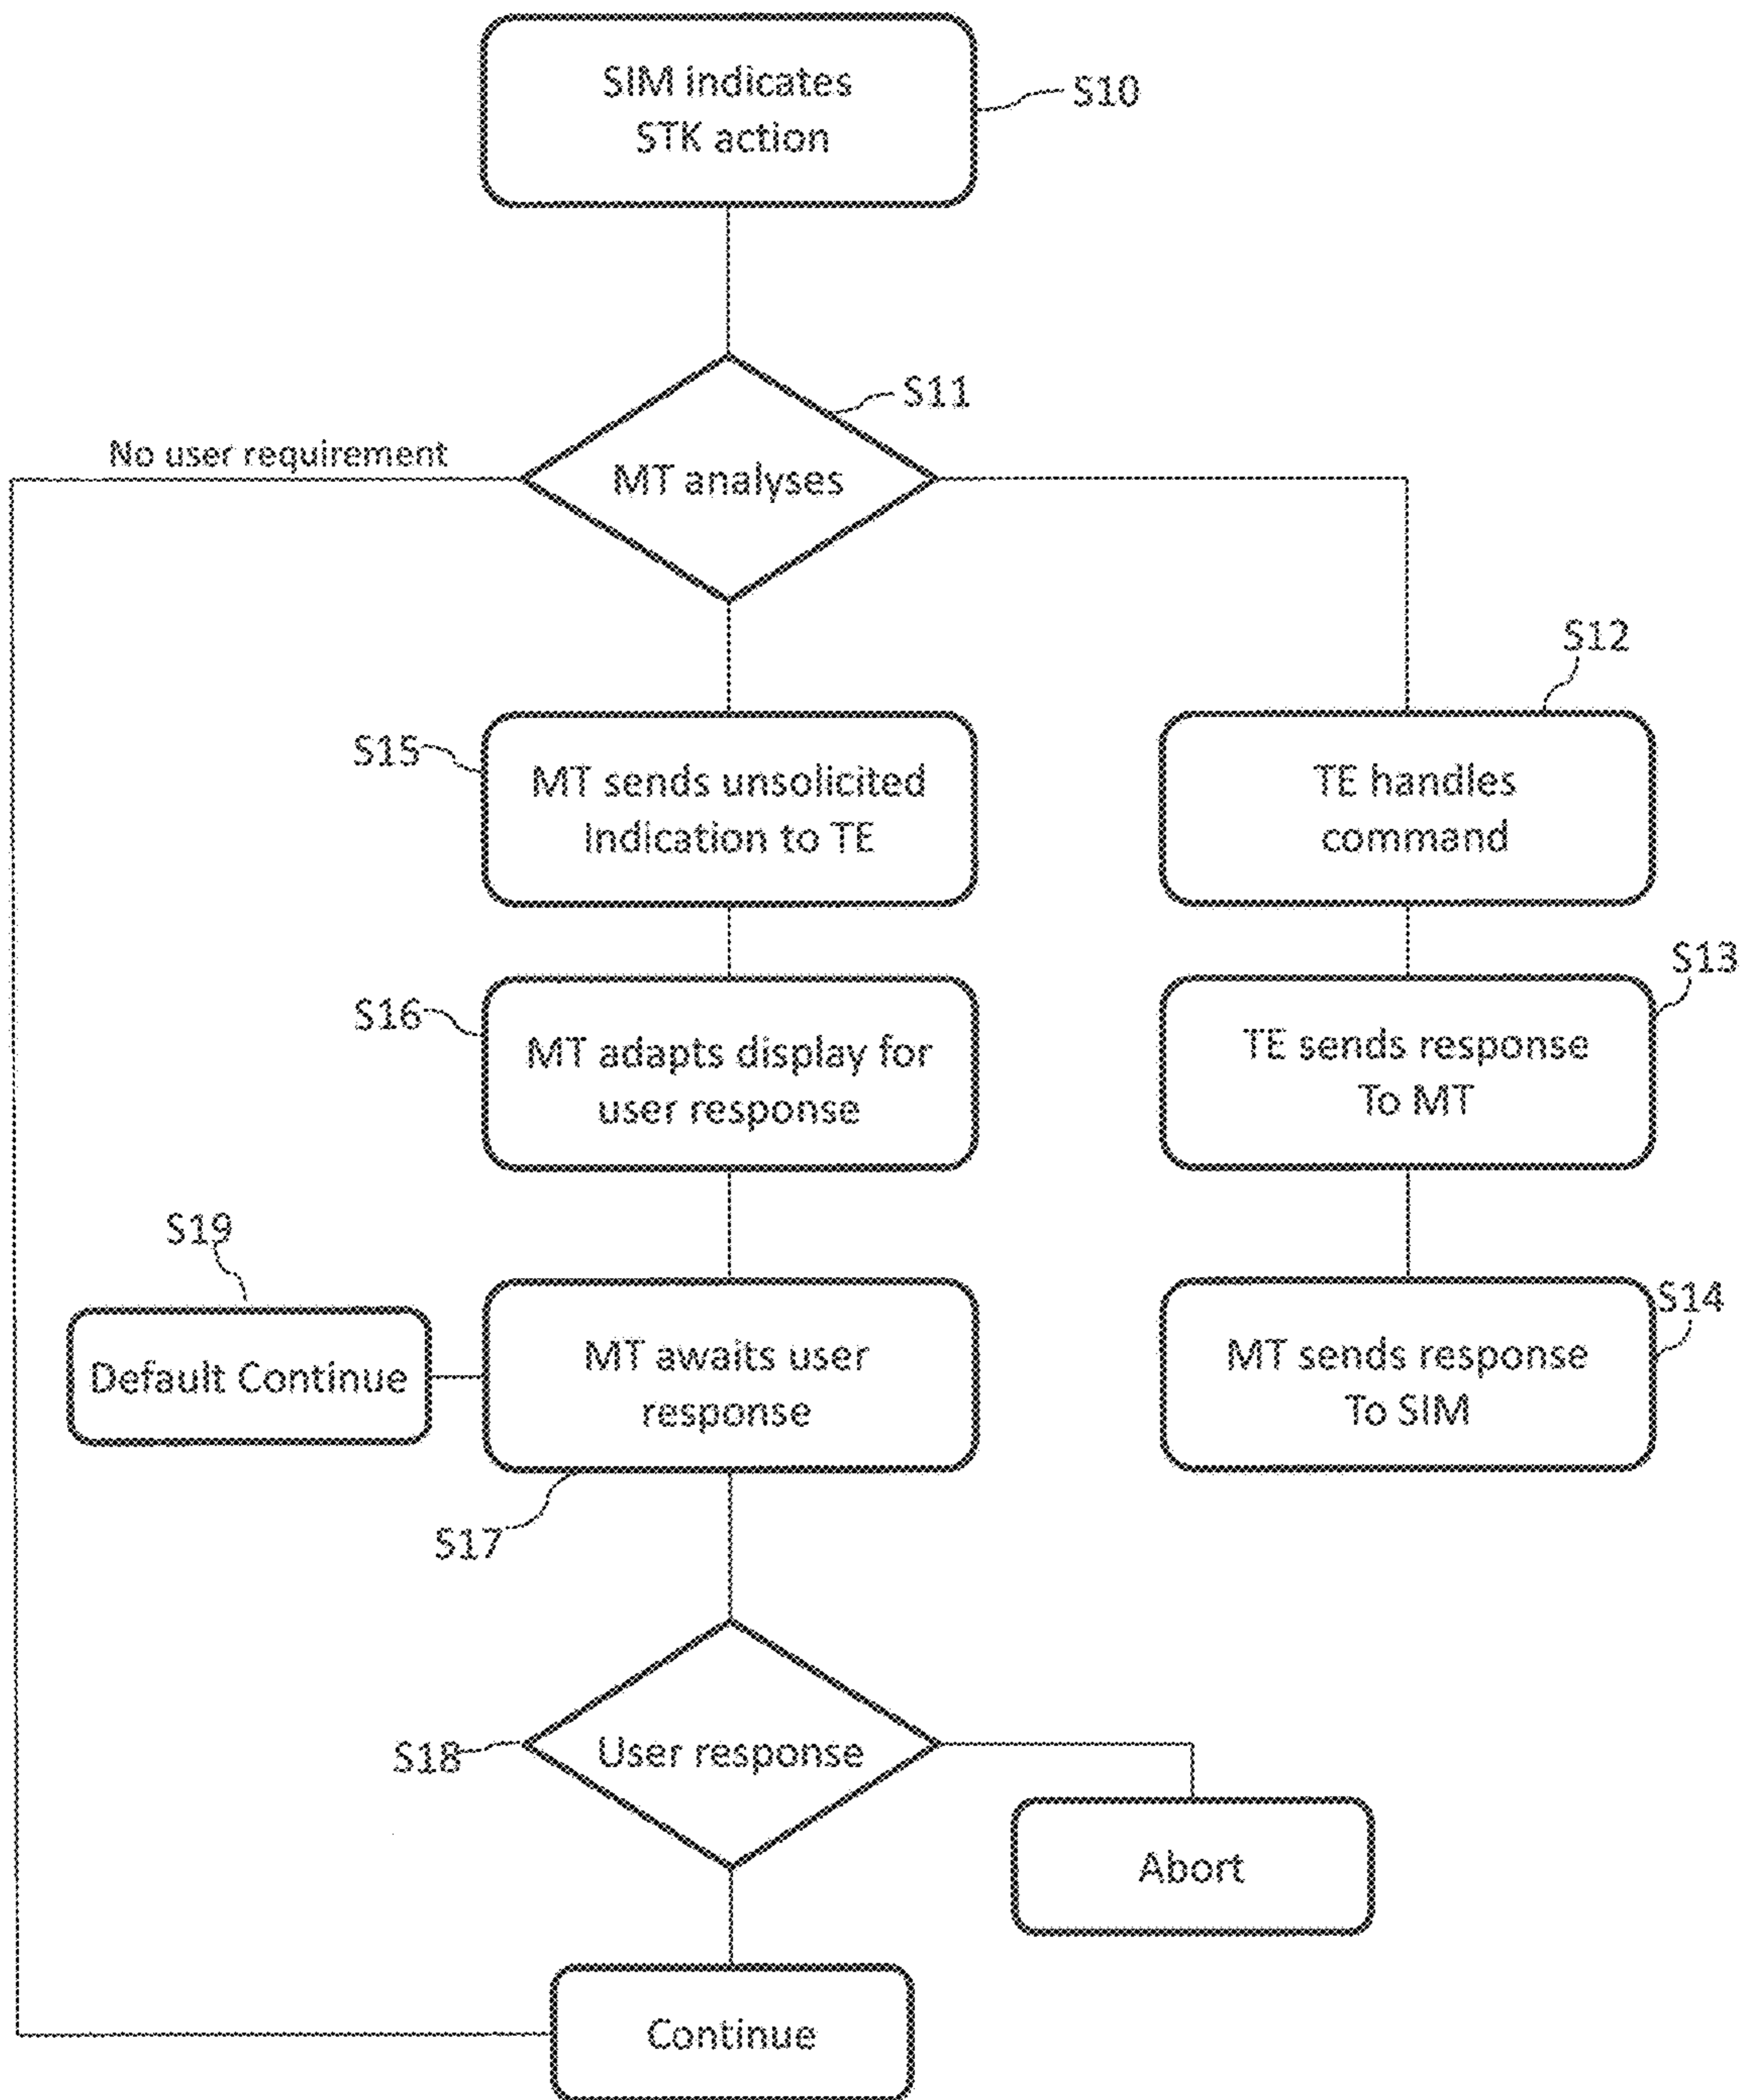 SIM indicates
STK action
S10
S11
No user requirement
MT analyses
S12
S15
MT sends unsolicited
Indication to TE
TE handles
command
S13
S16
MT adapts display for
user response
TE sends response
To MT
S19
S14
Default Continue
MT awaits user
response
MT sends response
To SIM
S17
S18
User response
Abort
Continue